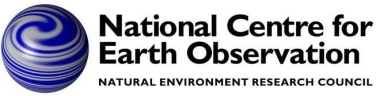 National Centre for
Earth Observation
NATURAL ENVIRONMENT RESEARCH COUNCIL